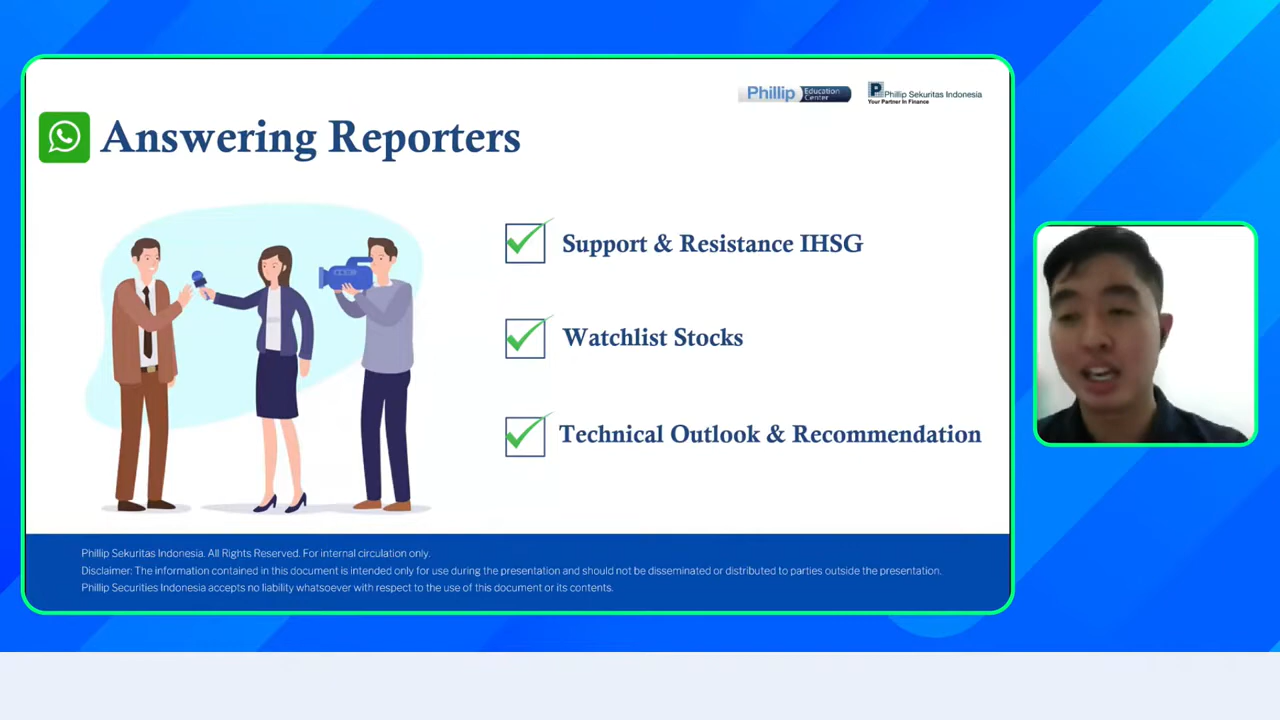 Phillip Education Center
Phillip Sekuritas Indonesia
Your Partner In Finance
Answering Reporters
Support & Resistance IHSG
Watchlist Stocks
Technical Outlook & Recommendation
Phillip Sekuritas Indonesia. All Rights Reserved. For internal circulation only.
Disclaimer: The information contained in this document is intended only for use during the presentation and should not be disseminated or distributed to parties outside the presentation.
Phillip Securities Indonesia accepts no liability whatsoever with respect to the use of this document or its contents.